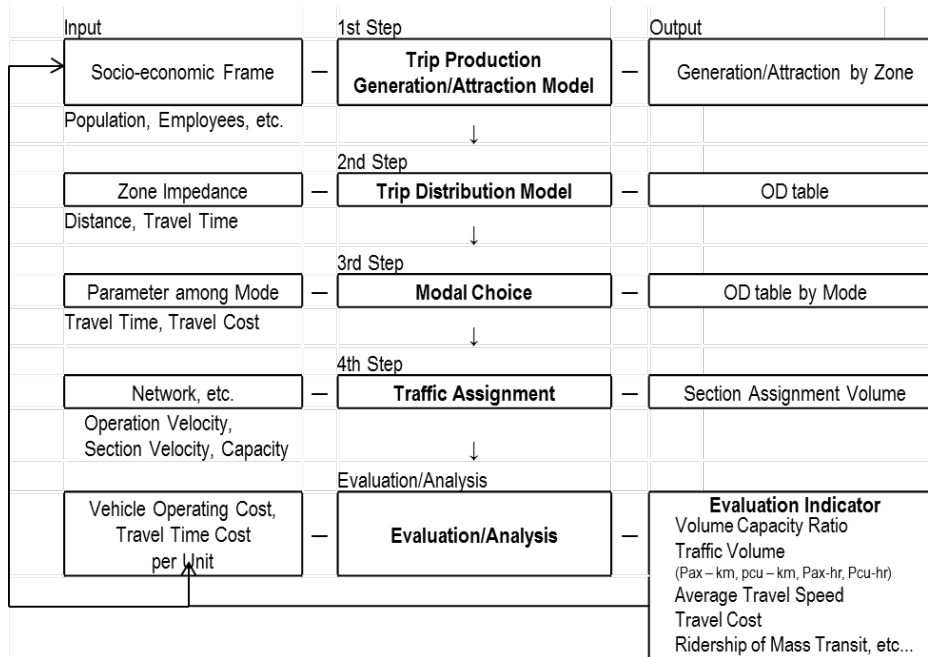 Input
1st Step
Output
Socio-economic Frame
—
Trip Production
Generation/Attraction Model
—
Generation/Attraction by Zone
Population, Employees, etc.
↓
2nd Step
Zone Impedance
—
Trip Distribution Model
—
OD table
Distance, Travel Time
↓
3rd Step
Parameter among Mode
—
Modal Choice
—
OD table by Mode
Travel Time, Travel Cost
↓
4th Step
Network, etc.
—
Traffic Assignment
—
Section Assignment Volume
Operation Velocity,
Section Velocity, Capacity
↓
Evaluation/Analysis
Vehicle Operating Cost,
Travel Time Cost
per Unit
—
Evaluation/Analysis
—
Evaluation Indicator
Volume Capacity Ratio
Traffic Volume
(Pax – km, pcu – km, Pax-hr, Pcu-hr)
Average Travel Speed
Travel Cost
Ridership of Mass Transit, etc...